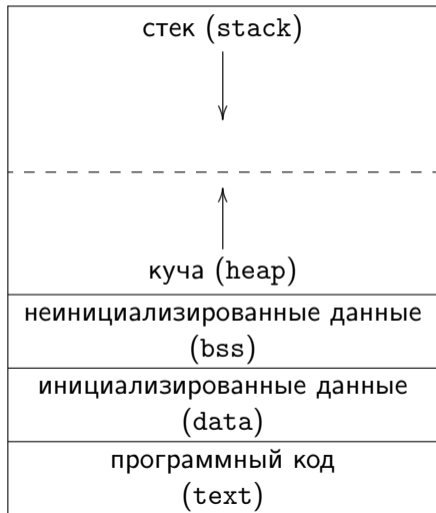 стек (stack)
куча (heap)
неинициализированные данные
(bss)
инициализированные данные
(data)
программный код
(text)